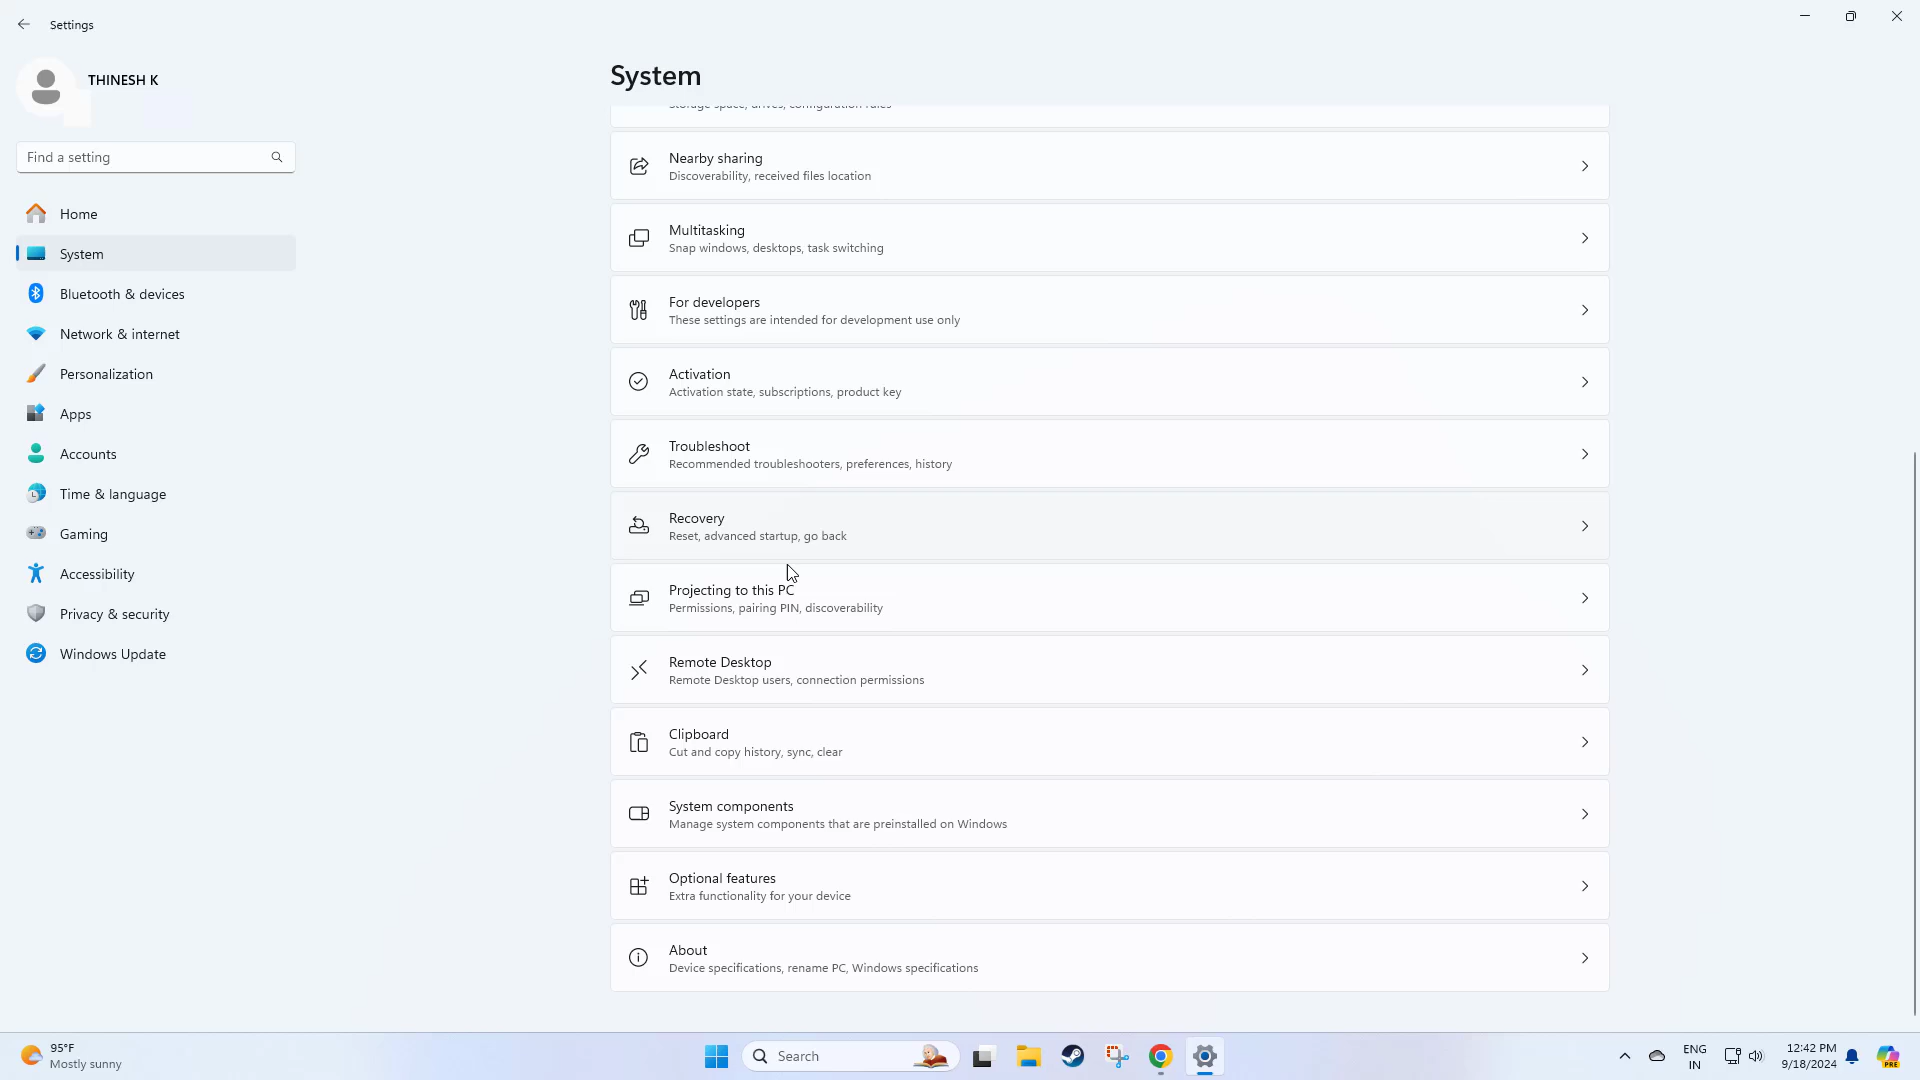 Settings
THINESH K
Find a setting
Home
System
Bluetooth & devices
Network & internet
Personalization
Apps
Accounts
Time & language
Gaming
Accessibility
Privacy & security
Windows Update
System
Storage space, drives, configuration rules
Nearby sharing
Discoverability, received files location
Multitasking
Snap windows, desktops, task switching
For developers
These settings are intended for development use only
Activation
Activation state, subscriptions, product key
Troubleshoot
Recommended troubleshooters, preferences, history
Recovery
Reset, advanced startup, go back
Projecting to this PC
Permissions, pairing PIN, discoverability
Remote Desktop
Remote Desktop users, connection permissions
Clipboard
Cut and copy history, sync, clear
System components
Manage system components that are preinstalled on Windows
Optional features
Extra functionality for your device
About
Device specifications, rename PC, Windows specifications
95°F
Mostly sunny
Search
ENG
IN
12:42 PM
9/18/2024
PRE